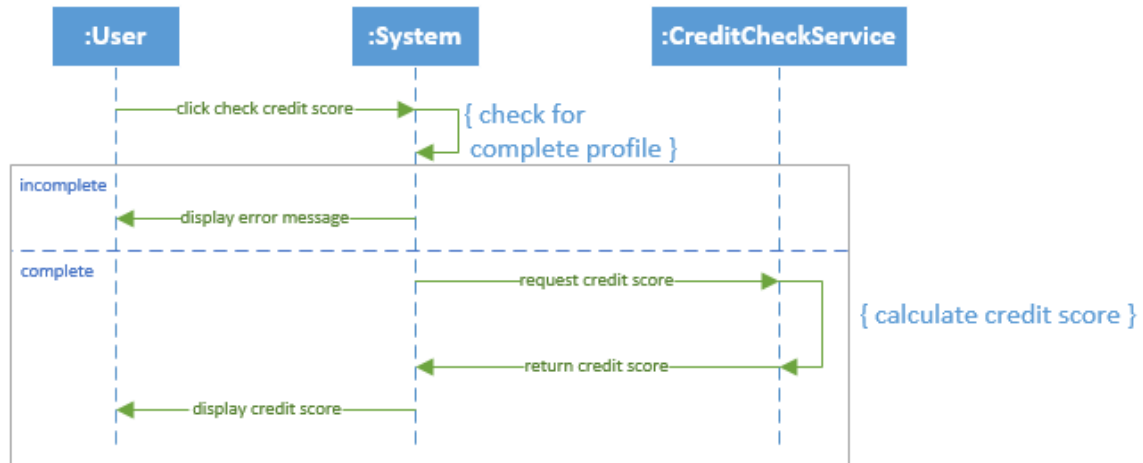 :User
:System
:CreditCheckService
click check credit score
{ check for
complete profile }
incomplete
display error message
complete
request credit score
{ calculate credit score }
return credit score
display credit score